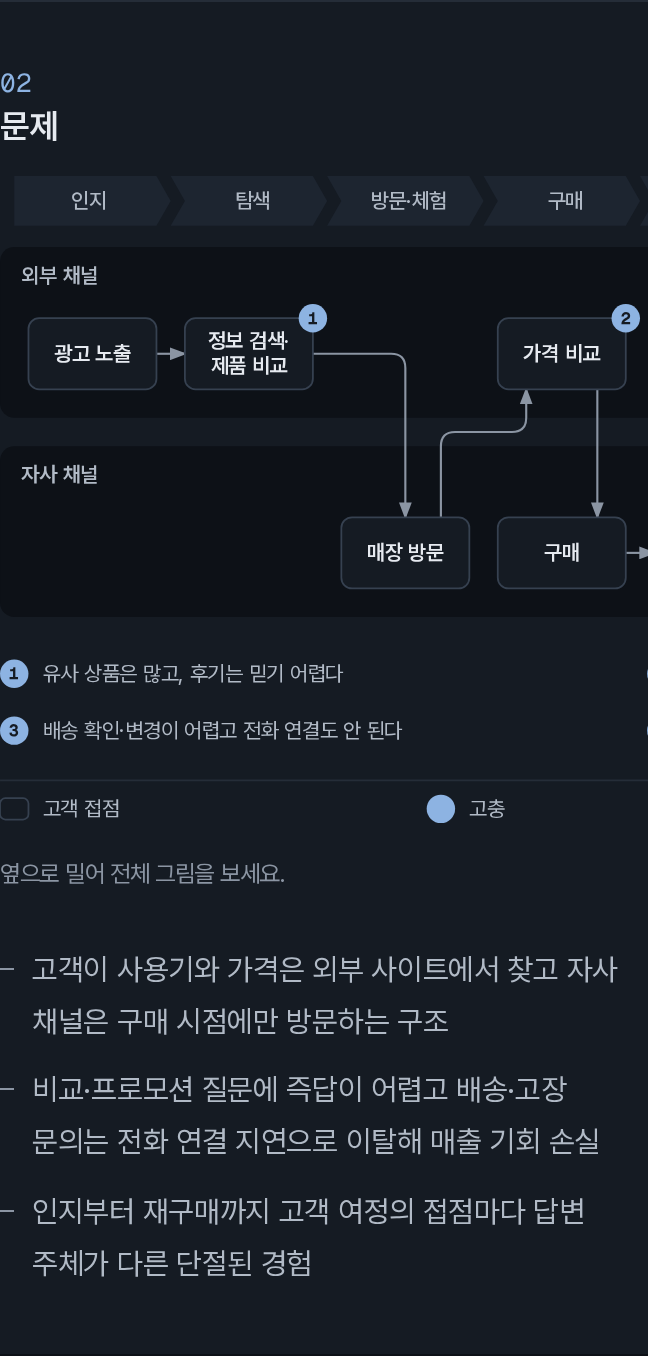 02
문제
인지
탐색
방문·체험
구매
외부 채널
광고 노출
정보 검색·
제품 비교
1
가격 비교
2
자사 채널
매장 방문
구매
1 유사 상품은 많고, 후기는 믿기 어렵다
3 배송 확인·변경이 어렵고 전화 연결도 안 된다
고객 접점
고충
옆으로 밀어 전체 그림을 보세요.
고객이 사용기와 가격은 외부 사이트에서 찾고 자사
채널은 구매 시점에만 방문하는 구조
비교·프로모션 질문에 즉답이 어렵고 배송·고장
문의는 전화 연결 지연으로 이탈해 매출 기회 손실
인지부터 재구매까지 고객 여정의 접점마다 답변
주체가 다른 단절된 경험